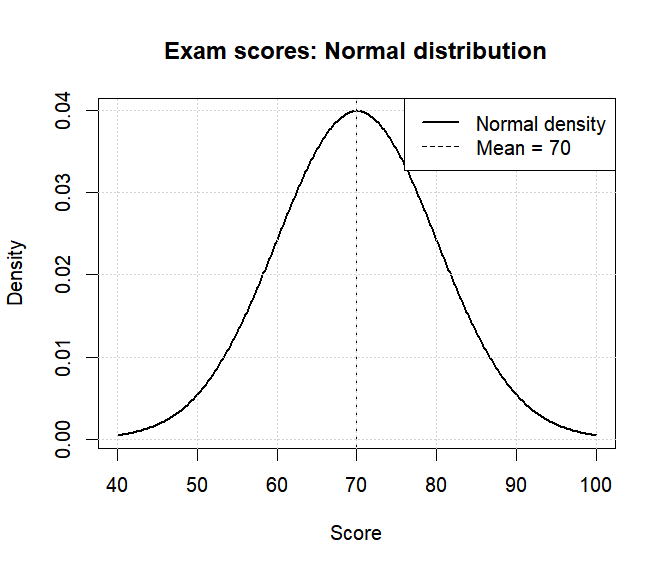 Exam scores: Normal distribution
Normal density
Mean = 70
Density
0.04
0.03
0.02
0.01
0.00
40 50 60 70 80 90 100
Score